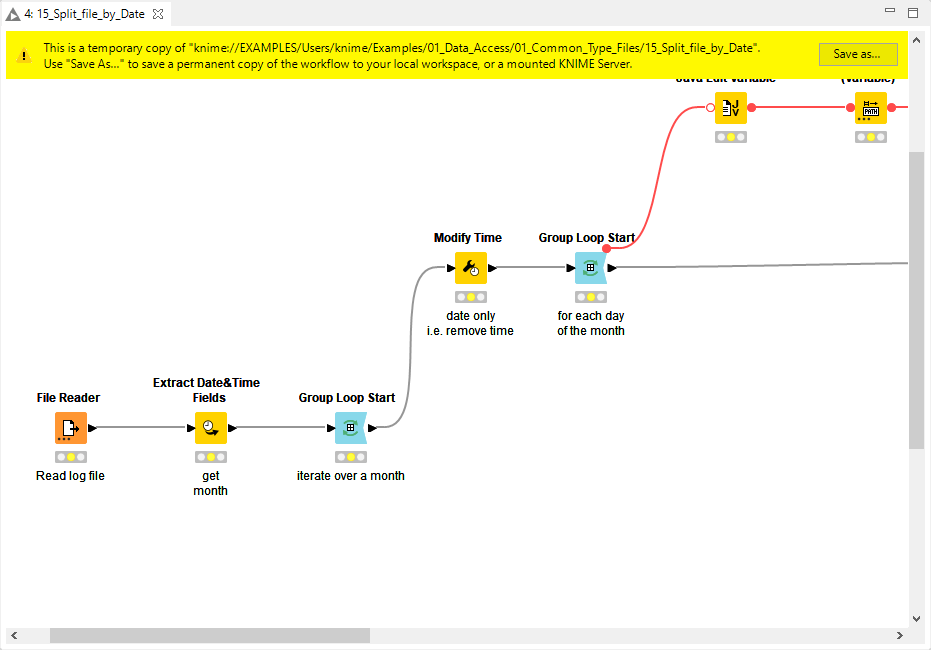 4: 15_Split_file_by_Date
This is a temporary copy of "knime://EXAMPLES/Users/knime/Examples/01_Data_Access/01_Common_Type_Files/15_Split_file_by_Date".
Use "Save As..." to save a permanent copy of the workflow to your local workspace, or a mounted KNIME Server.
Save as...
Java Edit Variable
(Variable)
J
V
PATH
Modify Time
Group Loop Start
date only
i.e. remove time
for each day
of the month
File Reader
Extract Date&Time
Fields
Group Loop Start
Read log file
get
month
iterate over a month